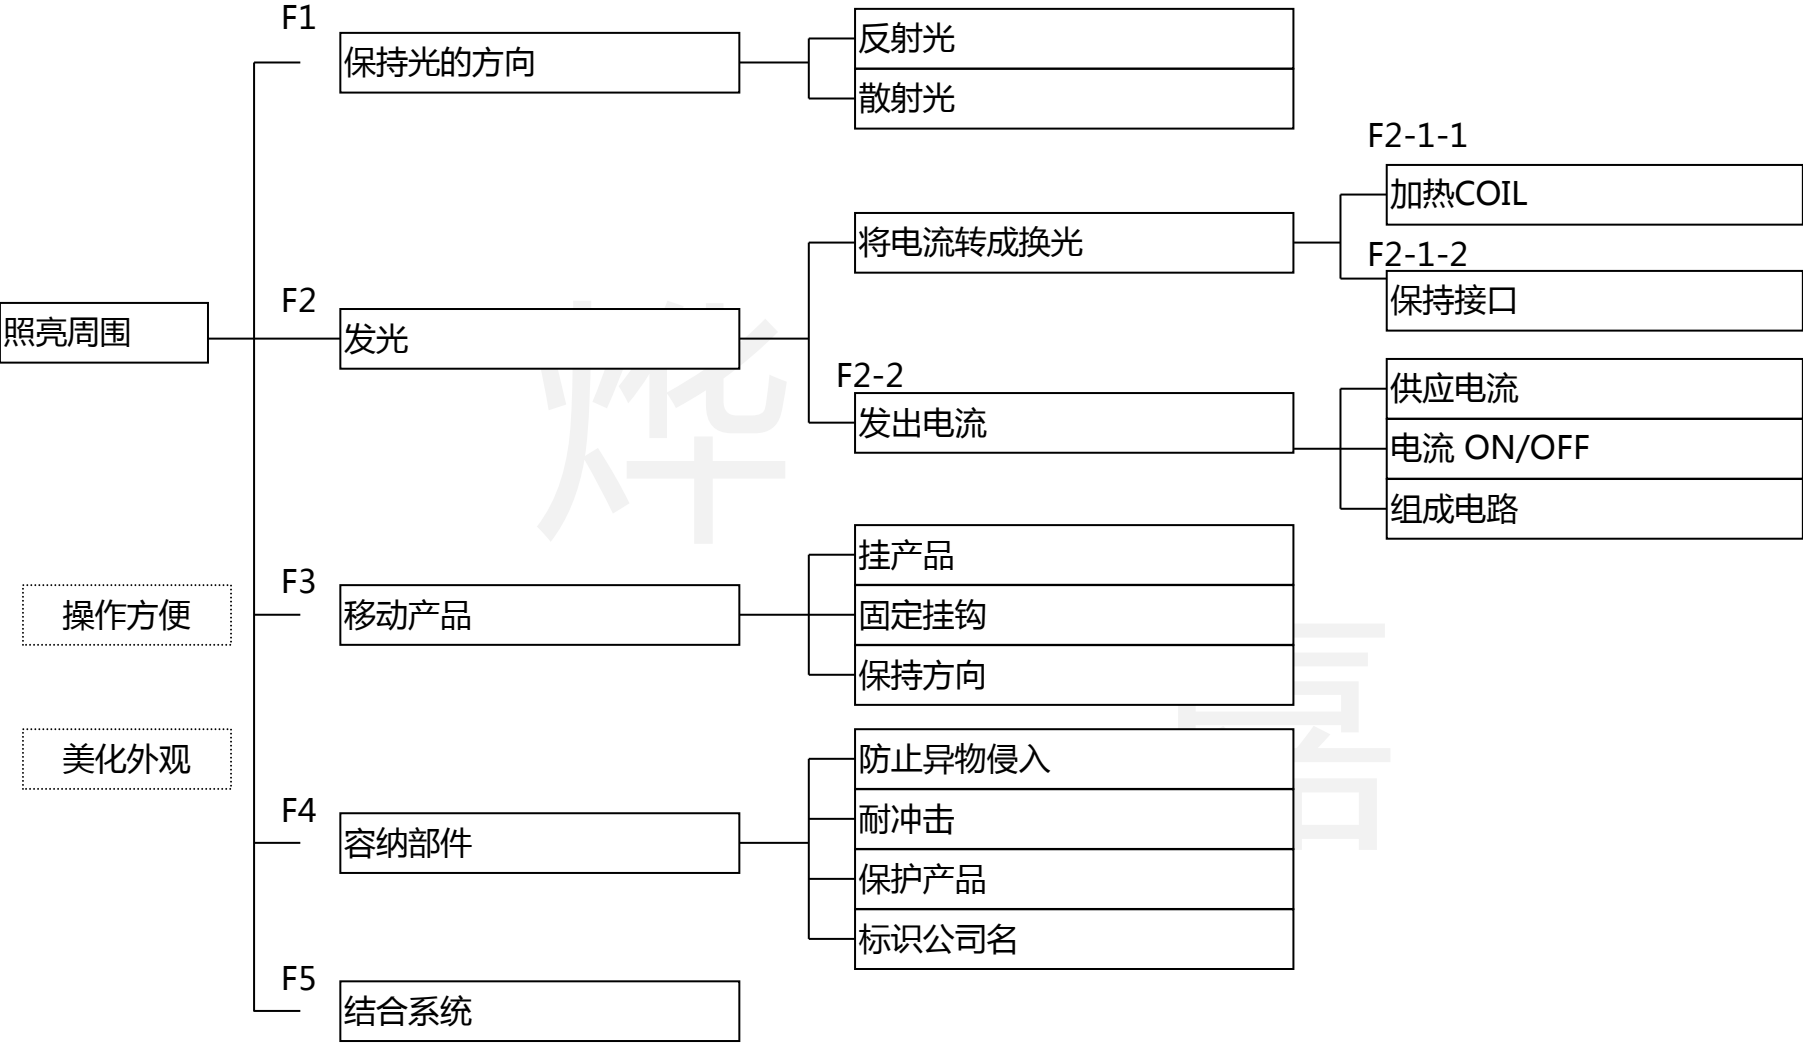 F1
保持光的方向
反射光
散射光
F2-1-1
加热COIL
将电流转成换光
F2-1-2
保持接口
F2
照亮周围
发光
F2-2
发出电流
供应电流
电流 ON/OFF
组成电路
F3
操作方便
移动产品
挂产品
固定挂钩
保持方向
美化外观
F4
容纳部件
防止异物侵入
耐冲击
保护产品
标识公司名
F5
结合系统
烨